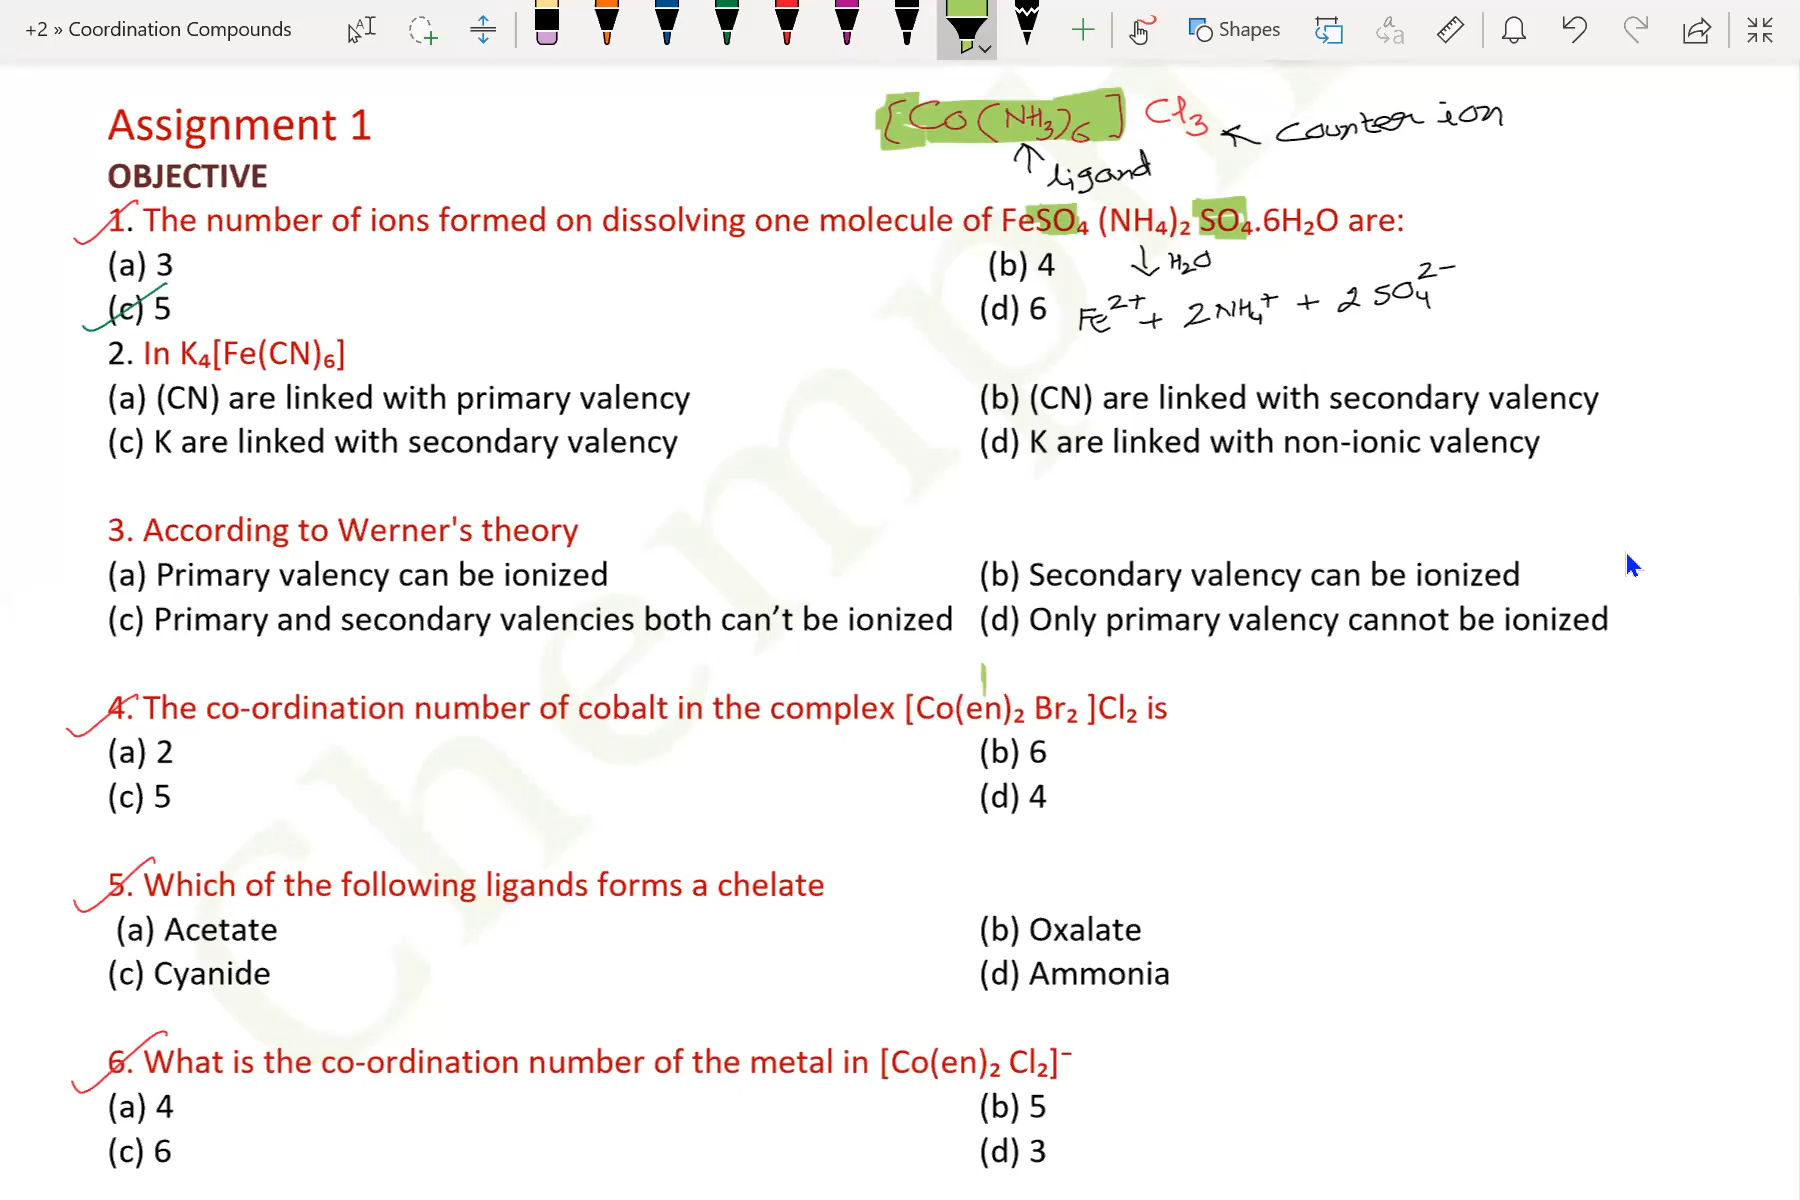 +2 » Coordination Compounds
Shapes
Assignment 1
[Co(NH₃)₆] Cl₃ ← counter ion
↑ ligand
OBJECTIVE
1. The number of ions formed on dissolving one molecule of FeSO₄ (NH₄)₂ SO₄.6H₂O are:
(a) 3 (b) 4
↓ H₂O
(c) 5 (d) 6
Fe²⁺ + 2NH₄⁺ + 2SO₄²⁻
2. In K₄[Fe(CN)₆]
(a) (CN) are linked with primary valency (b) (CN) are linked with secondary valency
(c) K are linked with secondary valency (d) K are linked with non-ionic valency
3. According to Werner's theory
(a) Primary valency can be ionized (b) Secondary valency can be ionized
(c) Primary and secondary valencies both can’t be ionized (d) Only primary valency cannot be ionized
4. The co-ordination number of cobalt in the complex [Co(en)₂ Br₂ ]Cl₂ is
(a) 2 (b) 6
(c) 5 (d) 4
5. Which of the following ligands forms a chelate
(a) Acetate (b) Oxalate
(c) Cyanide (d) Ammonia
6. What is the co-ordination number of the metal in [Co(en)₂ Cl₂]⁻
(a) 4 (b) 5
(c) 6 (d) 3